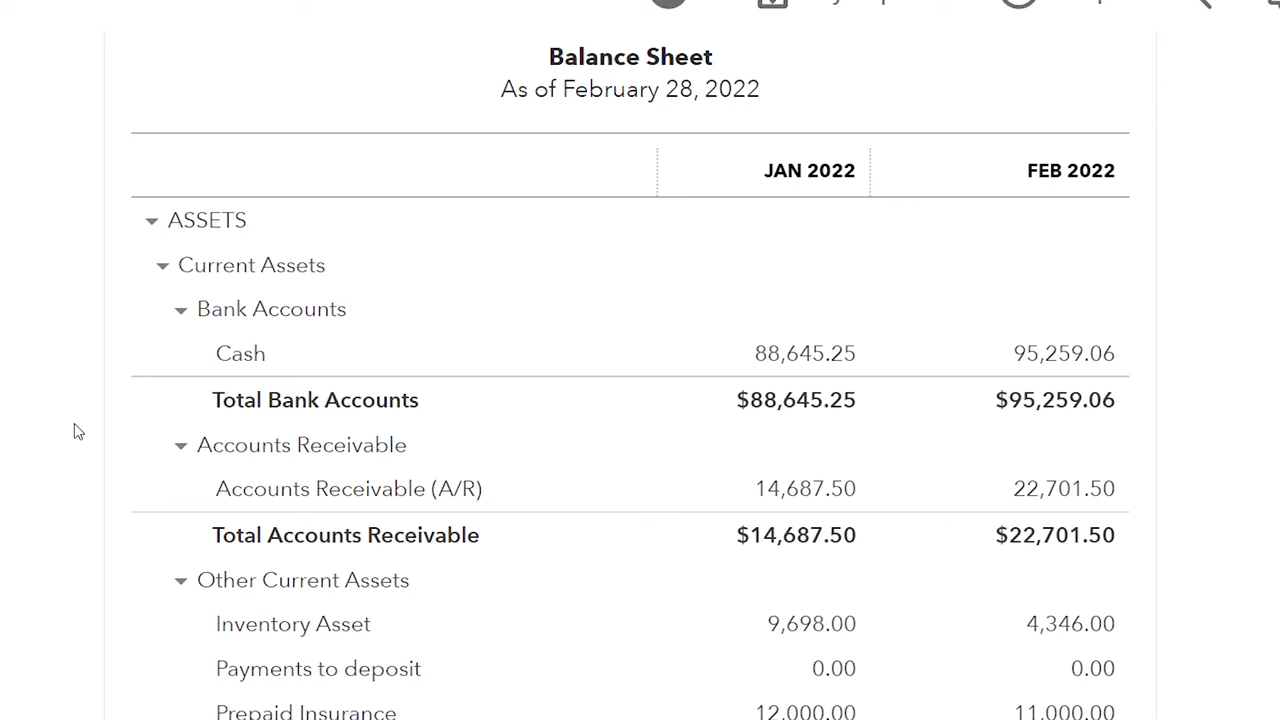 Balance Sheet
As of February 28, 2022
JAN 2022 FEB 2022
ASSETS
Current Assets
Bank Accounts
Cash 88,645.25 95,259.06
Total Bank Accounts $88,645.25 $95,259.06
Accounts Receivable
Accounts Receivable (A/R) 14,687.50 22,701.50
Total Accounts Receivable $14,687.50 $22,701.50
Other Current Assets
Inventory Asset 9,698.00 4,346.00
Payments to deposit 0.00 0.00
Prepaid Insurance 12,000.00 11,000.00